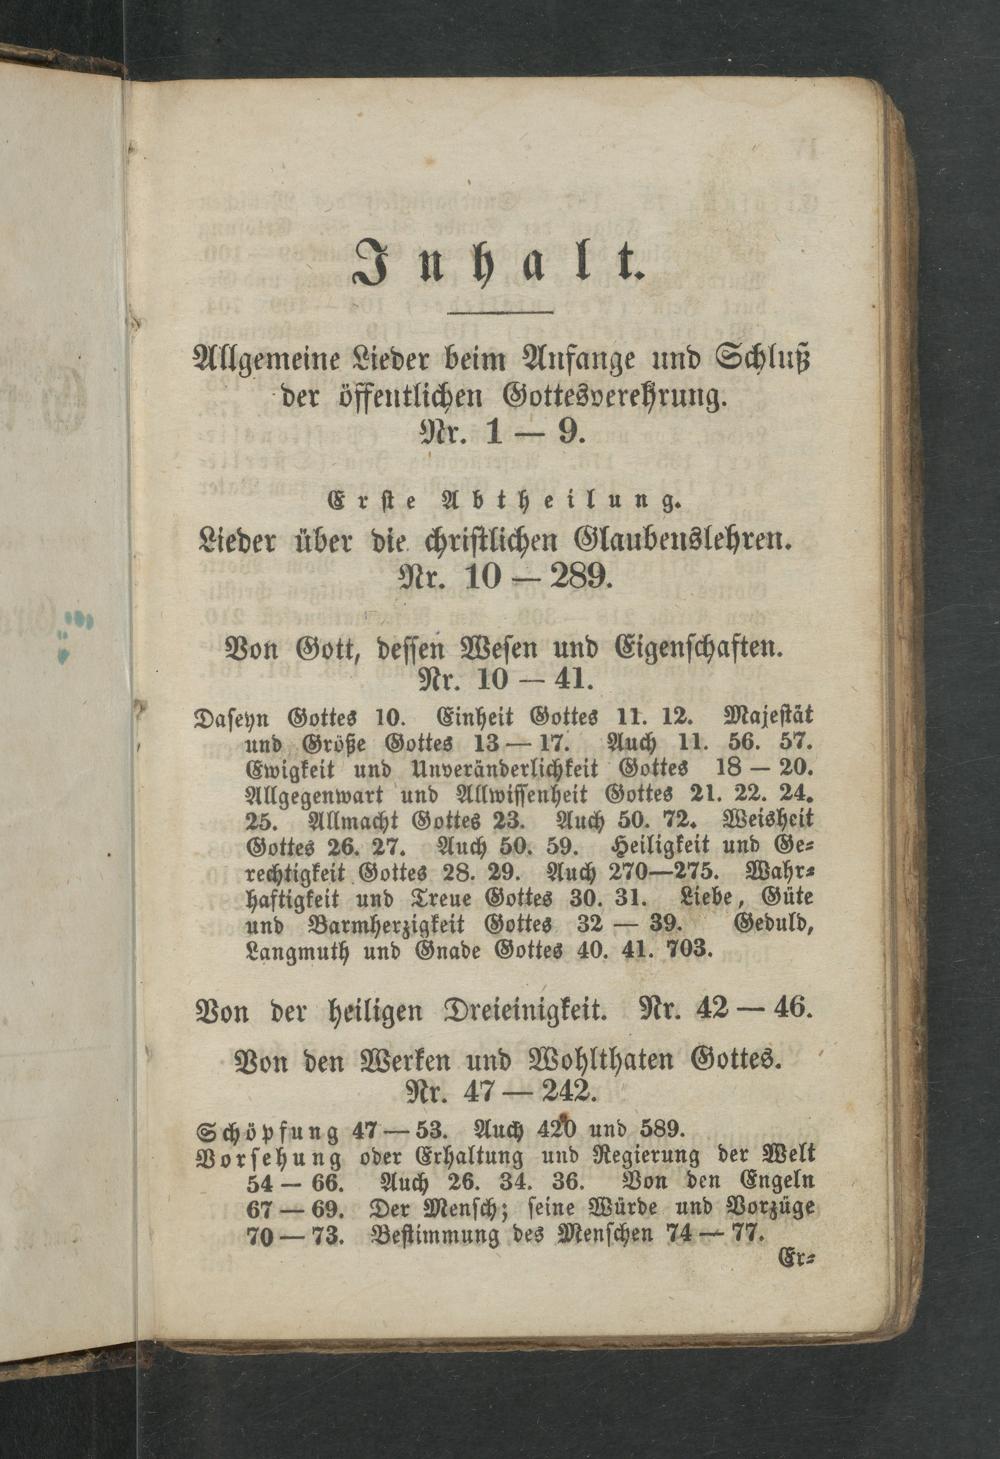 Inhalt.
Allgemeine Lieder beim Anfange und Schluß
der öffentlichen Gottesverehrung.
Nr. 1 — 9.
Erste Abtheilung.
Lieder über die christlichen Glaubenslehren.
Nr. 10 — 289.
Von Gott, dessen Wesen und Eigenschaften.
Nr. 10 — 41.
Daseyn Gottes 10. Einheit Gottes 11. 12. Majestät
und Größe Gottes 13 — 17. Auch 11. 56. 57.
Ewigkeit und Unveränderlichkeit Gottes 18 — 20.
Allgegenwart und Allwissenheit Gottes 21. 22. 24.
25. Allmacht Gottes 23. Auch 50. 72. Weisheit
Gottes 26. 27. Auch 50. 59. Heiligkeit und Ge-
rechtigkeit Gottes 28. 29. Auch 270—275. Wahr-
haftigkeit und Treue Gottes 30. 31. Liebe, Güte
und Barmherzigkeit Gottes 32 — 39. Geduld,
Langmuth und Gnade Gottes 40. 41. 703.
Von der heiligen Dreieinigkeit. Nr. 42 — 46.
Von den Werken und Wohlthaten Gottes.
Nr. 47 — 242.
Schöpfung 47 — 53. Auch 420 und 589.
Vorsehung oder Erhaltung und Regierung der Welt
54 — 66. Auch 26. 34. 36. Von den Engeln
67 — 69. Der Mensch; seine Würde und Vorzüge
70 — 73. Bestimmung des Menschen 74 — 77.
Er-